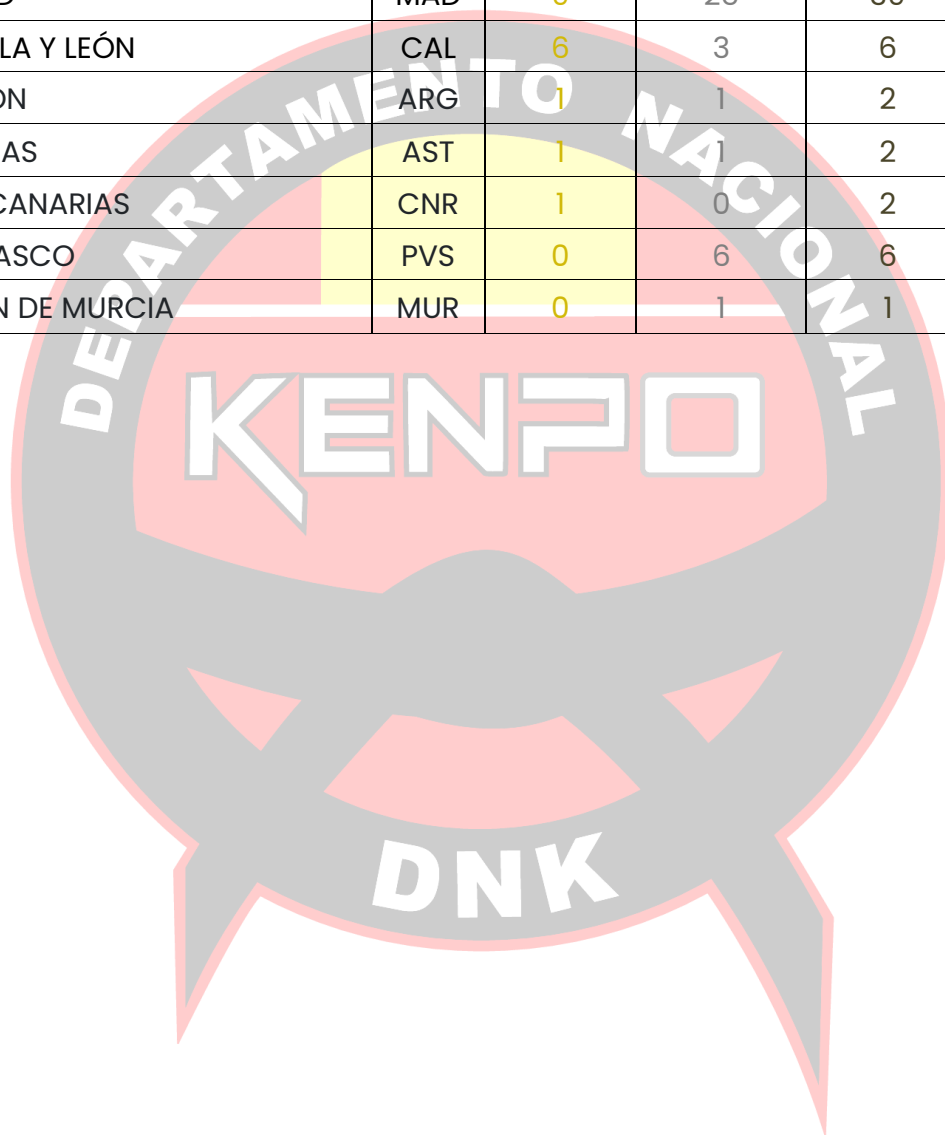 LA Y LEÓN CAL 6 3 6
ON ARG 1 1 2
AS AST 1 1 2
CANARIAS CNR 1 0 2
ASCO PVS 0 6 6
N DE MURCIA MUR 0 1 1
DEPARTAMENTO NACIONAL
KENPO
DNK